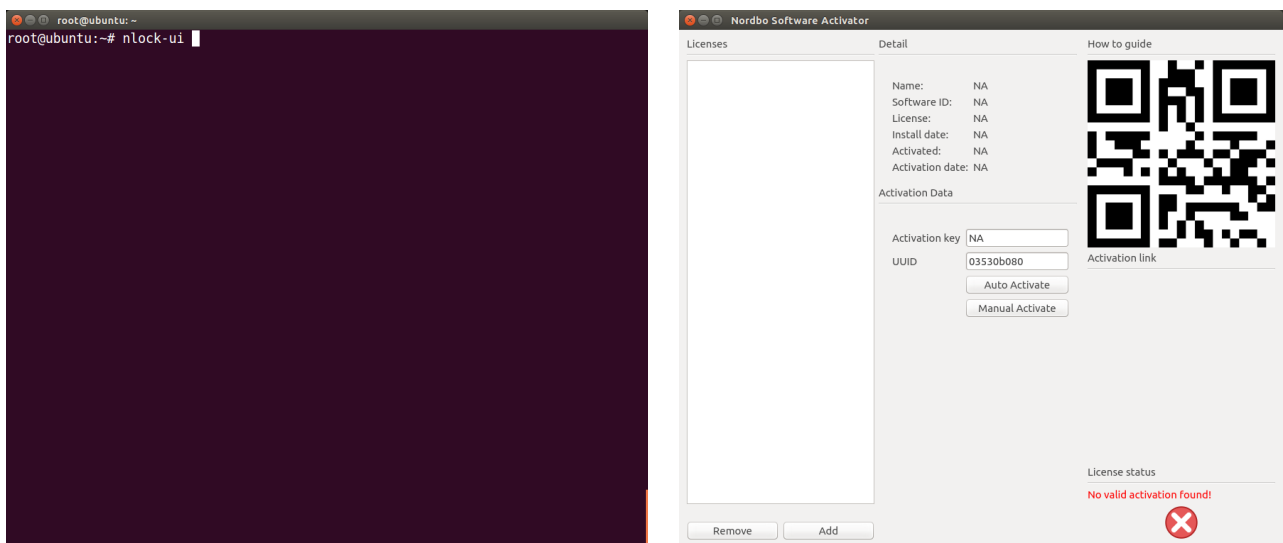 root@ubuntu: ~
root@ubuntu:~# nlock-ui
Nordbo Software Activator
Licenses
Detail
Name: NA
Software ID: NA
License: NA
Install date: NA
Activated: NA
Activation date: NA
Activation Data
Activation key NA
UUID 03530b080
Auto Activate
Manual Activate
Remove
Add
How to guide
Activation link
License status
No valid activation found!